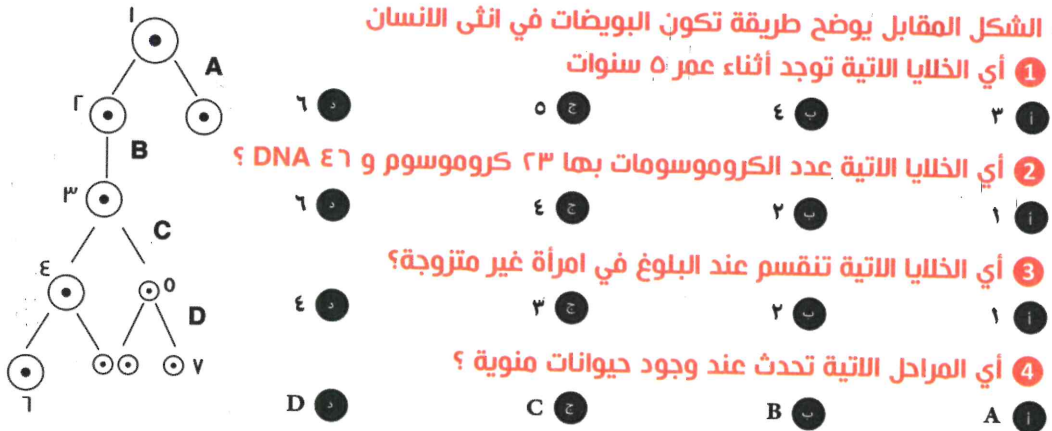 الشكل المقابل يوضح طريقة تكون البويضات في انثى الانسان
1 أي الخلايا الاتية توجد أثناء عمر ٥ سنوات
أ ٣ ب ٤ ج ٥ د ٦
2 أي الخلايا الاتية عدد الكروموسومات بها ٢٣ كروموسوم و ٤٦ DNA ؟
أ ١ ب ٢ ج ٤ د ٦
3 أي الخلايا الاتية تنقسم عند البلوغ في امرأة غير متزوجة؟
أ ١ ب ٢ ج ٣ د ٤
4 أي المراحل الاتية تحدث عند وجود حيوانات منوية ؟
أ A ب B ج C د D
١
A
٢
B
٣
C
٤
٥
D
٧
٦